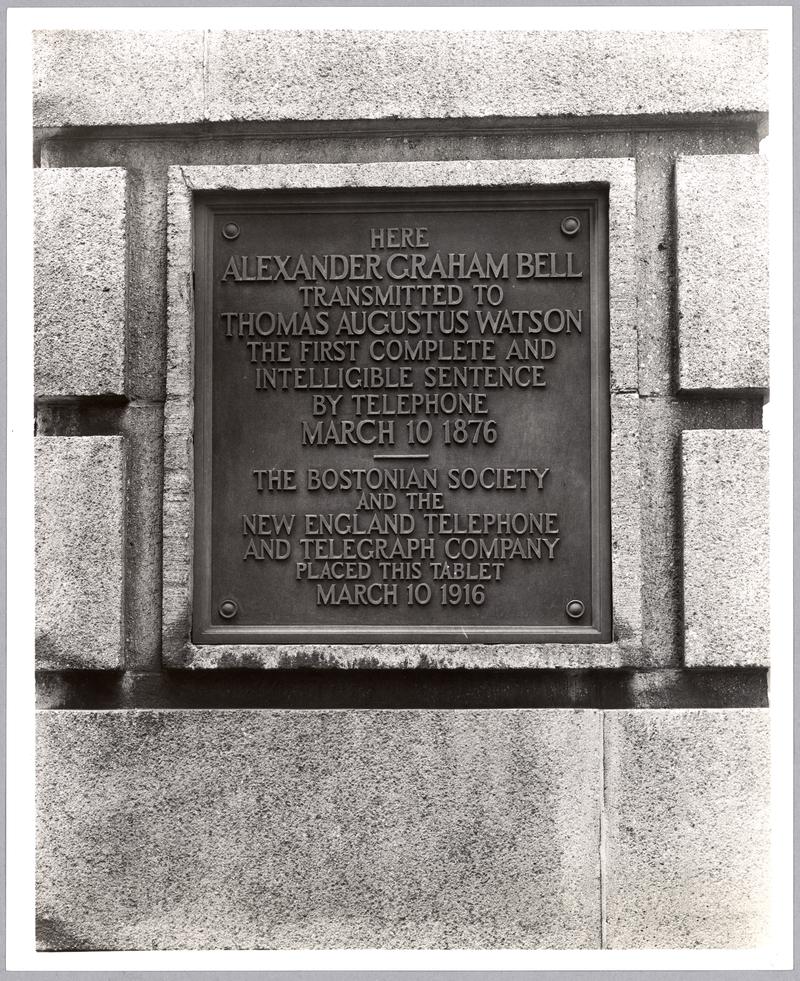 HERE
ALEXANDER GRAHAM BELL
TRANSMITTED TO
THOMAS AUGUSTUS WATSON
THE FIRST COMPLETE AND
INTELLIGIBLE SENTENCE
BY TELEPHONE
MARCH 10 1876
THE BOSTONIAN SOCIETY
AND THE
NEW ENGLAND TELEPHONE
AND TELEGRAPH COMPANY
PLACED THIS TABLET
MARCH 10 1916